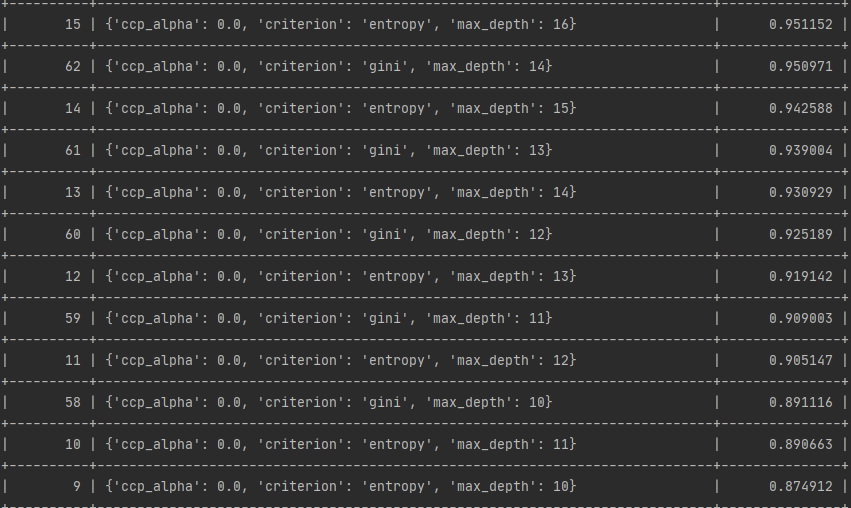 | 15 | {'ccp_alpha': 0.0, 'criterion': 'entropy', 'max_depth': 16} | 0.951152 |
| 62 | {'ccp_alpha': 0.0, 'criterion': 'gini', 'max_depth': 14} | 0.950971 |
| 14 | {'ccp_alpha': 0.0, 'criterion': 'entropy', 'max_depth': 15} | 0.942588 |
| 61 | {'ccp_alpha': 0.0, 'criterion': 'gini', 'max_depth': 13} | 0.939004 |
| 13 | {'ccp_alpha': 0.0, 'criterion': 'entropy', 'max_depth': 14} | 0.930929 |
| 60 | {'ccp_alpha': 0.0, 'criterion': 'gini', 'max_depth': 12} | 0.925189 |
| 12 | {'ccp_alpha': 0.0, 'criterion': 'entropy', 'max_depth': 13} | 0.919142 |
| 59 | {'ccp_alpha': 0.0, 'criterion': 'gini', 'max_depth': 11} | 0.909003 |
| 11 | {'ccp_alpha': 0.0, 'criterion': 'entropy', 'max_depth': 12} | 0.905147 |
| 58 | {'ccp_alpha': 0.0, 'criterion': 'gini', 'max_depth': 10} | 0.891116 |
| 10 | {'ccp_alpha': 0.0, 'criterion': 'entropy', 'max_depth': 11} | 0.890663 |
| 9 | {'ccp_alpha': 0.0, 'criterion': 'entropy', 'max_depth': 10} | 0.874912 |